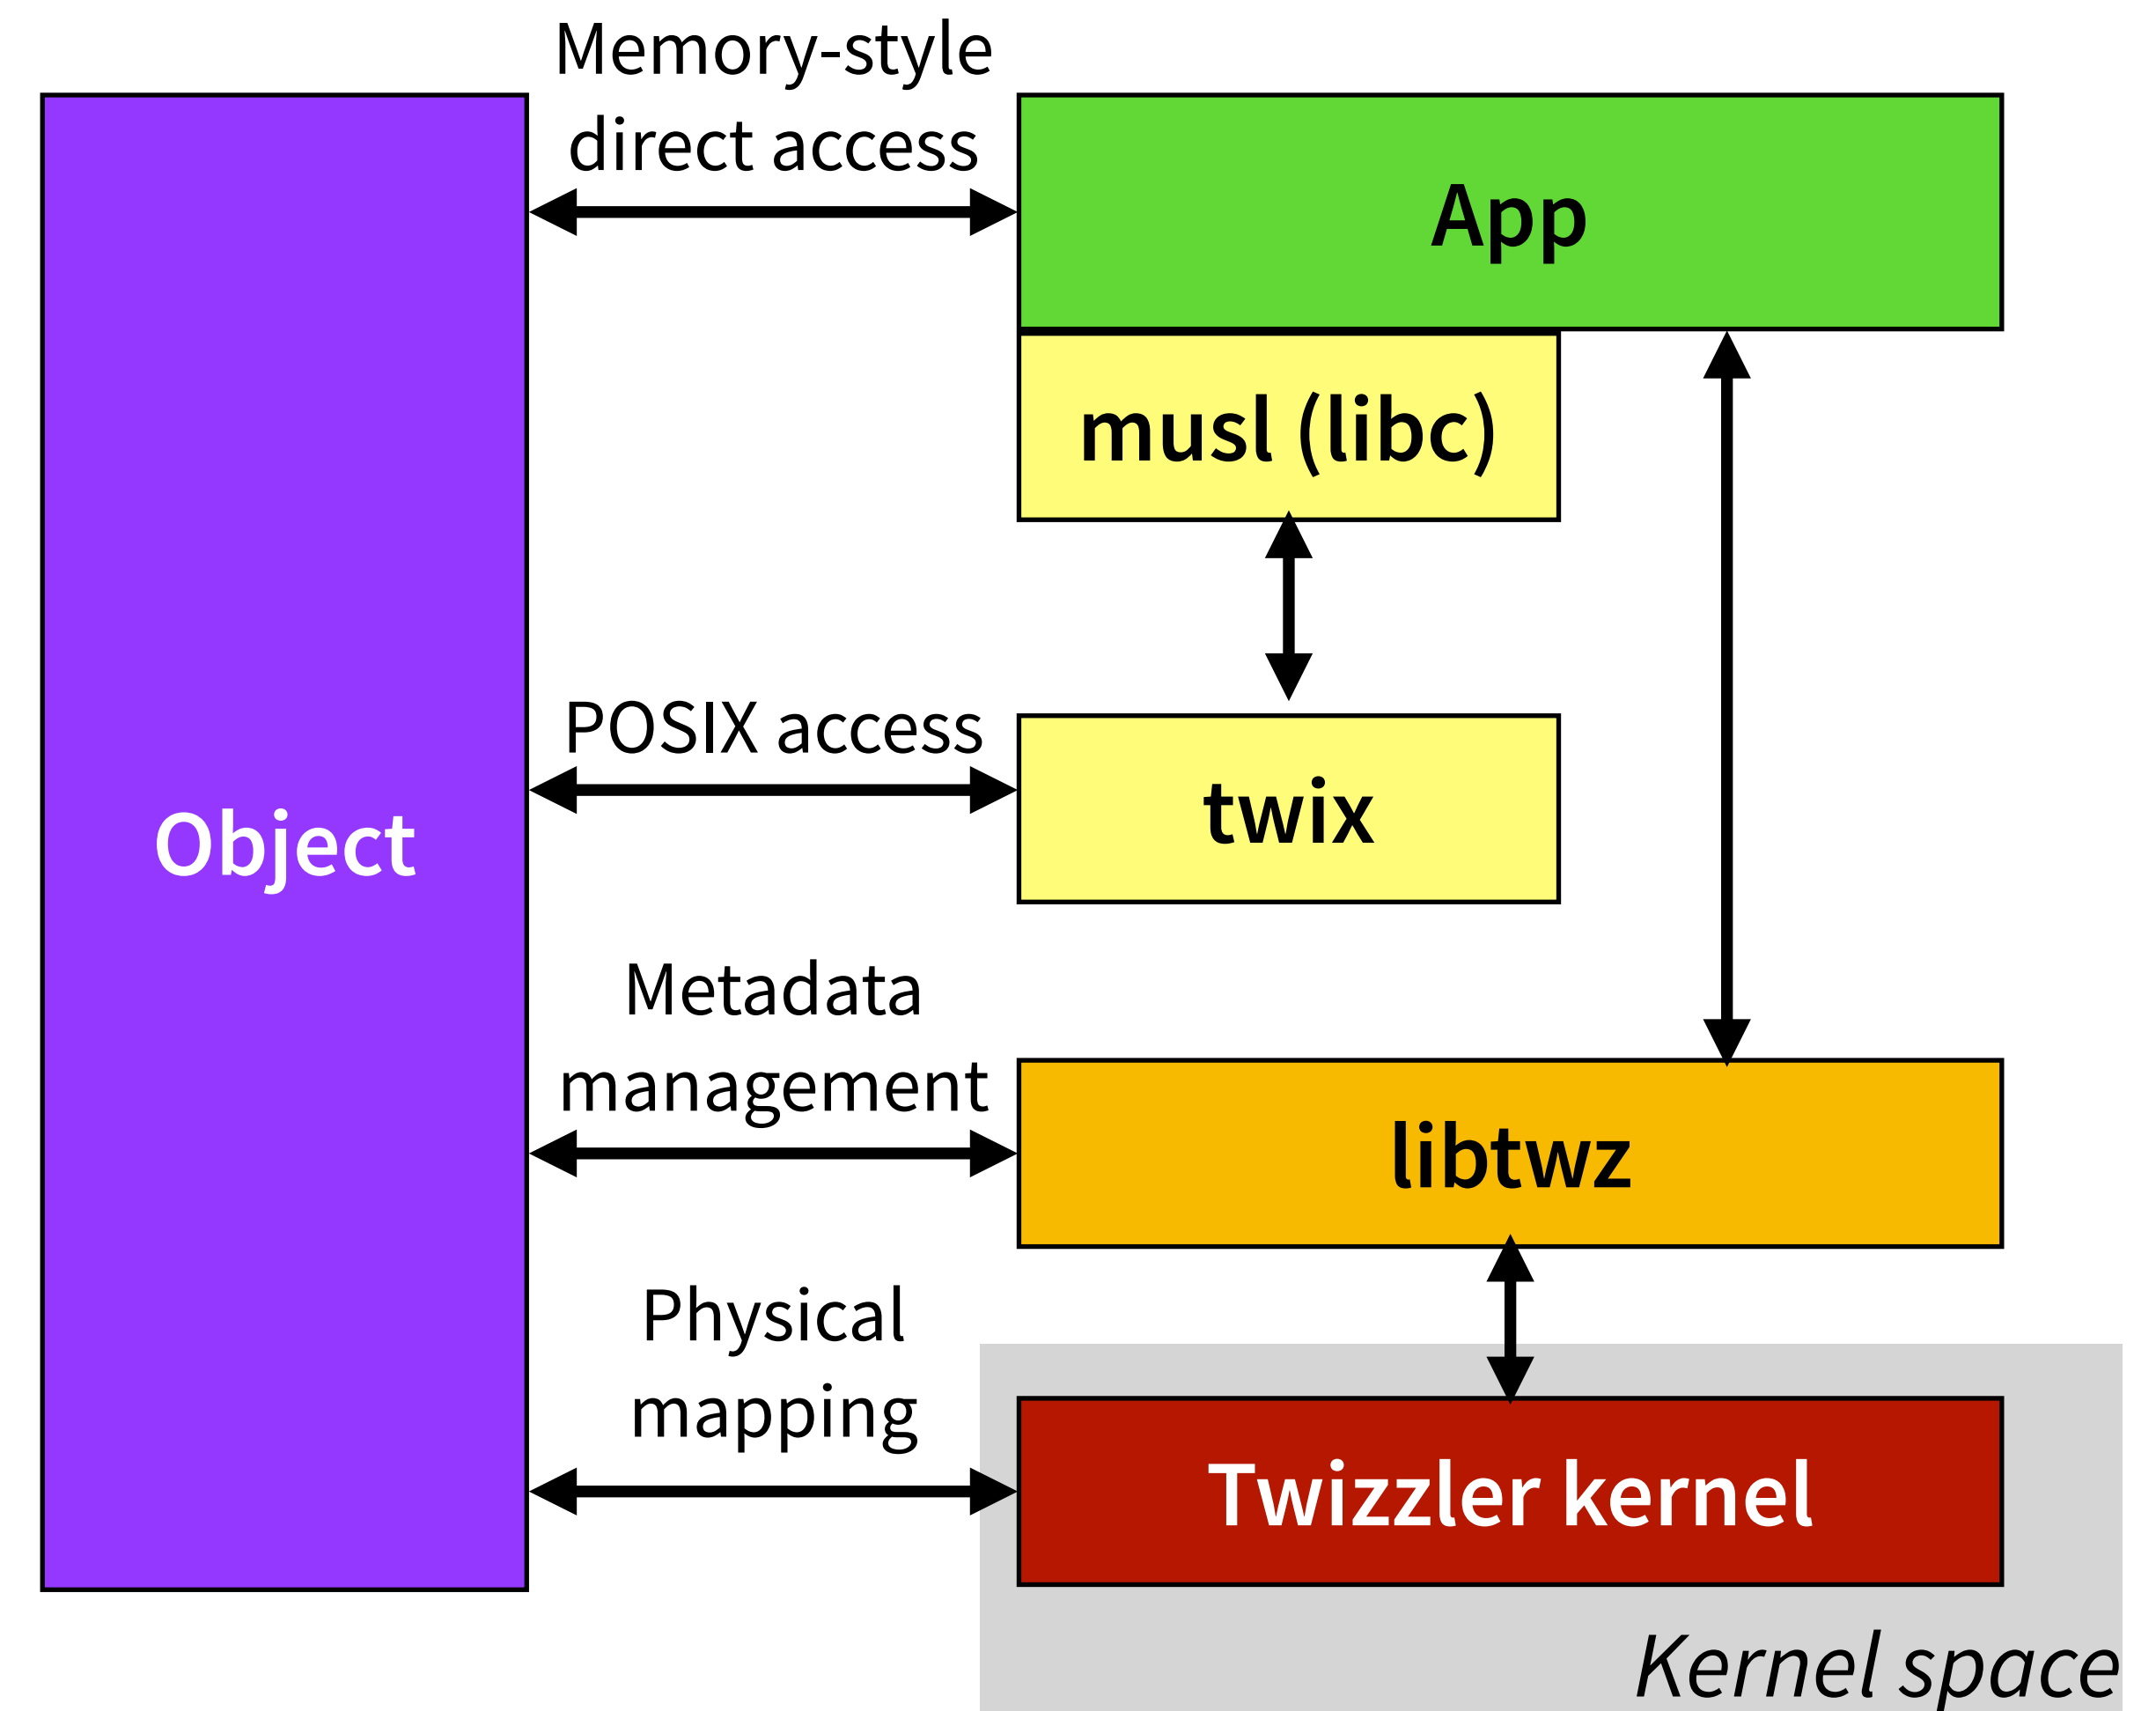 Memory-style
direct access
App
musl (libc)
POSIX access
twix
Object
Metadata
management
libtwz
Physical
mapping
Twizzler kernel
Kernel space